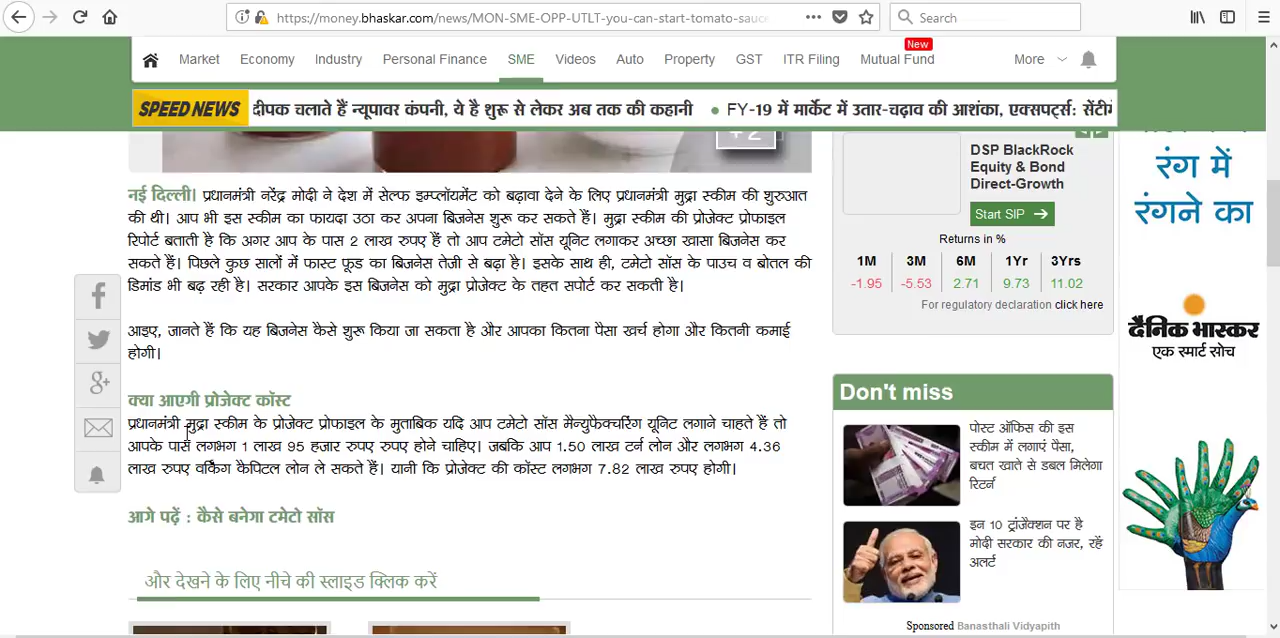 https://money.bhaskar.com/news/MON-SME-OPP-UTLT-you-can-start-tomato-sauce
Search
Market Economy Industry Personal Finance SME Videos Auto Property GST ITR Filing Mutual Fund More
New
SPEED NEWS दीपक चलाते हैं न्यूपावर कंपनी, ये है शुरू से लेकर अब तक की कहानी • FY-19 में मार्केट में उतार-चढ़ाव की आशंका, एक्सपर्ट्स:
+2
नई दिल्ली। प्रधानमंत्री नरेंद्र मोदी ने देश में सेल्फ इम्प्लॉयमेंट को बढ़ावा देने के लिए प्रधानमंत्री मुद्रा स्कीम की शुरुआत
की थी। आप भी इस स्कीम का फायदा उठा कर अपना बिजनेस शुरू कर सकते हैं। मुद्रा स्कीम की प्रोजेक्ट प्रोफाइल
रिपोर्ट बताती है कि अगर आप के पास 2 लाख रुपए हैं तो आप टमेटो सॉस यूनिट लगाकर अच्छा खासा बिजनेस कर
सकते हैं। पिछले कुछ सालों में फास्ट फूड का बिजनेस तेजी से बढ़ा है। इसके साथ ही, टमेटो सॉस के पाउच व बोतल की
डिमांड भी बढ़ रही है। सरकार आपके इस बिजनेस को मुद्रा प्रोजेक्ट के तहत सपोर्ट कर सकती है।
आइए, जानते हैं कि यह बिजनेस कैसे शुरू किया जा सकता है और आपका कितना पैसा खर्च होगा और कितनी कमाई
होगी।
क्या आएगी प्रोजेक्ट कॉस्ट
प्रधानमंत्री मुद्रा स्कीम के प्रोजेक्ट प्रोफाइल के मुताबिक यदि आप टमेटो सॉस मैन्युफैक्चरिंग यूनिट लगाने चाहते हैं तो
आपके पास लगभग 1 लाख 95 हजार रुपए रुपए होने चाहिए। जबकि आप 1.50 लाख टर्न लोन और लगभग 4.36
लाख रुपए वर्किंग कैपिटल लोन ले सकते हैं। यानी कि प्रोजेक्ट की कॉस्ट लगभग 7.82 लाख रुपए होगी।
आगे पढ़ें : कैसे बनेगा टमेटो सॉस
और देखने के लिए नीचे की स्लाइड क्लिक करें
DSP BlackRock
Equity & Bond
Direct-Growth
Start SIP
Returns in %
1M 3M 6M 1Yr 3Yrs
-1.95 -5.53 2.71 9.73 11.02
For regulatory declaration click here
Don't miss
पोस्ट ऑफिस की इस
स्कीम में लगाएं पैसा,
बचत खाते से डबल मिलेगा
रिटर्न
इन 10 ट्रांजैक्शन पर है
मोदी सरकार की नजर, रहें
अलर्ट
Sponsored Banasthali Vidyapith
रंग में
रंगने का
दैनिक भास्कर
एक स्मार्ट सोच